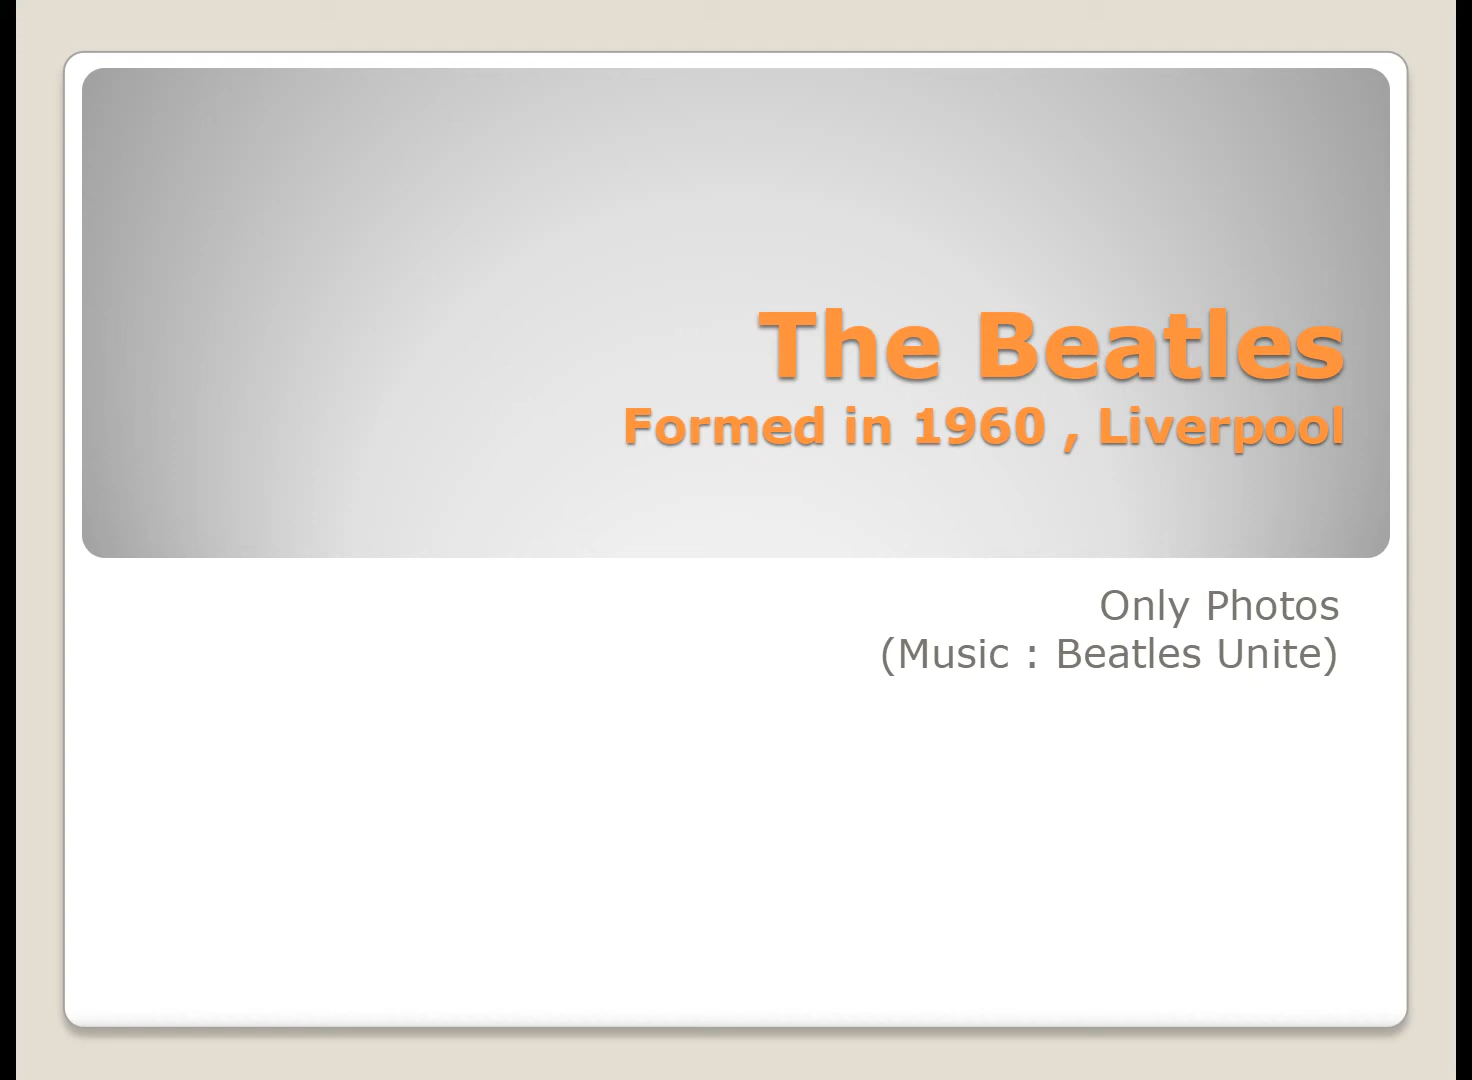 The Beatles
Formed in 1960 , Liverpool
Only Photos
(Music : Beatles Unite)